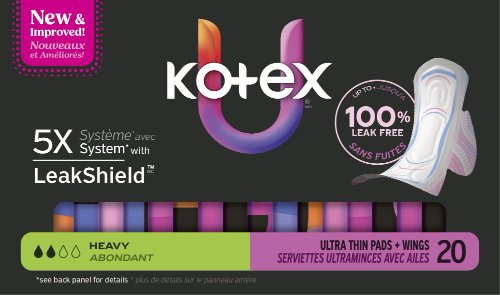 New &
Improved!
Nouveaux
et Améliorés!
Kotex
®
UP TO • JUSQU'À
100%
LEAK FREE
SANS FUITES
5X Système* avec
System* with
LeakShield™
HEAVY
ABONDANT
ULTRA THIN PADS + WINGS
SERVIETTES ULTRAMINCES AVEC AILES
20
*see back panel for details * plus de détails sur le panneau arrière